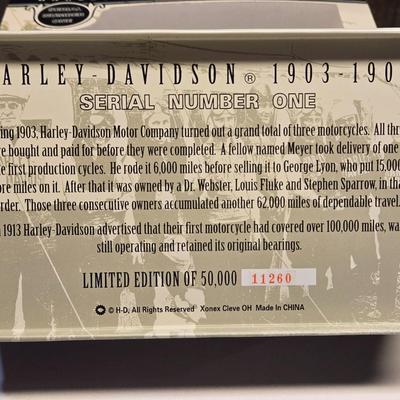 ARLEY-DAVIDSON® 1903-190
SERIAL NUMBER ONE
ing 1903, Harley-Davidson Motor Company turned out a grand total of three motorcycles. All thr
re bought and paid for before they were completed. A fellow named Meyer took delivery of one
he first production cycles. He rode it 6,000 miles before selling it to George Lyon, who put 15,000
ore miles on it. After that it was owned by a Dr. Webster, Louis Fluke and Stephen Sparrow, in tha
rder. Those three consecutive owners accumulated another 62,000 miles of dependable travel.
1913 Harley-Davidson advertised that their first motorcycle had covered over 100,000 miles, wa
still operating and retained its original bearings.
LIMITED EDITION OF 50,000 11260
© H-D, All Rights Reserved Xonex Cleve OH Made In CHINA